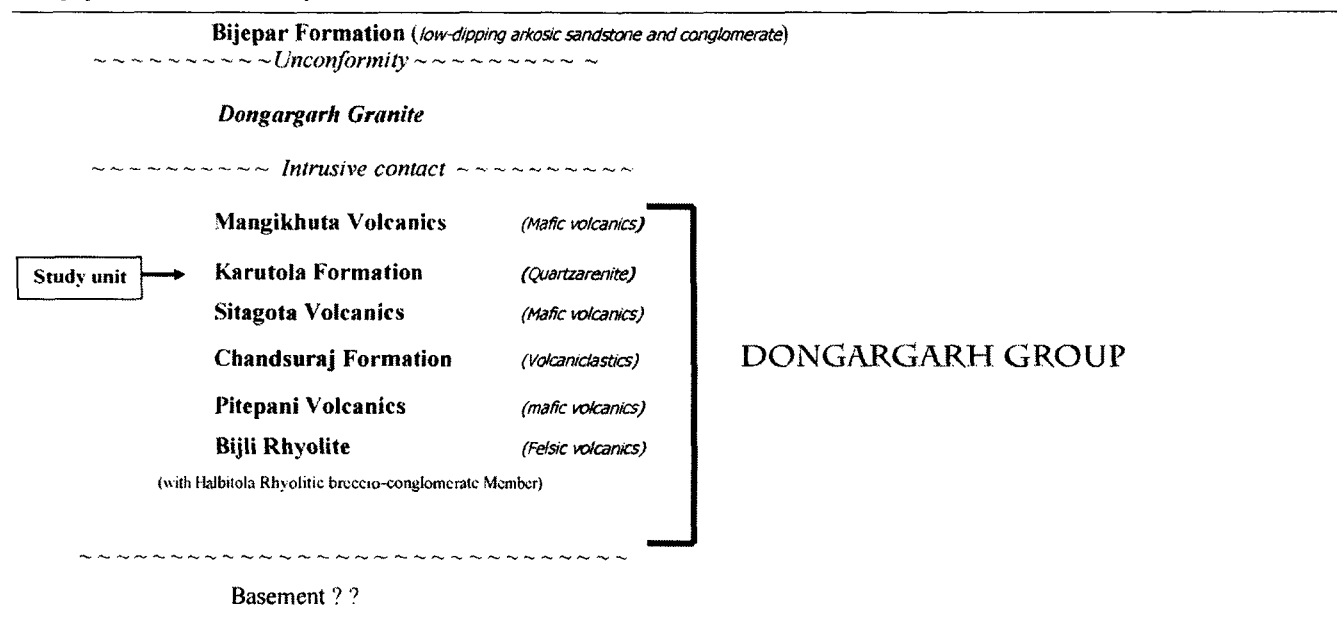 Bijepar Formation (low-dipping arkosic sandstone and conglomerate)
~ ~ ~ ~ ~ ~ ~ ~ ~ ~Unconformity ~ ~ ~ ~ ~ ~ ~ ~ ~ ~
Dongargarh Granite
~ ~ ~ ~ ~ ~ ~ ~ ~ ~ Intrusive contact ~ ~ ~ ~ ~ ~ ~ ~ ~ ~
Mangikhuta Volcanics (Mafic volcanics)
Study unit Karutola Formation (Quartzarenite)
Sitagota Volcanics (Mafic volcanics)
Chandsuraj Formation (Volcaniclastics)
DONGARGARH GROUP
Pitepani Volcanics (mafic volcanics)
Bijli Rhyolite (Felsic volcanics)
(with Halbitola Rhyolitic breccio-conglomerate Member)
~ ~ ~ ~ ~ ~ ~ ~ ~ ~ ~ ~ ~ ~ ~ ~ ~ ~ ~ ~ ~ ~ ~ ~ ~ ~ ~ ~ ~ ~
Basement ? ?